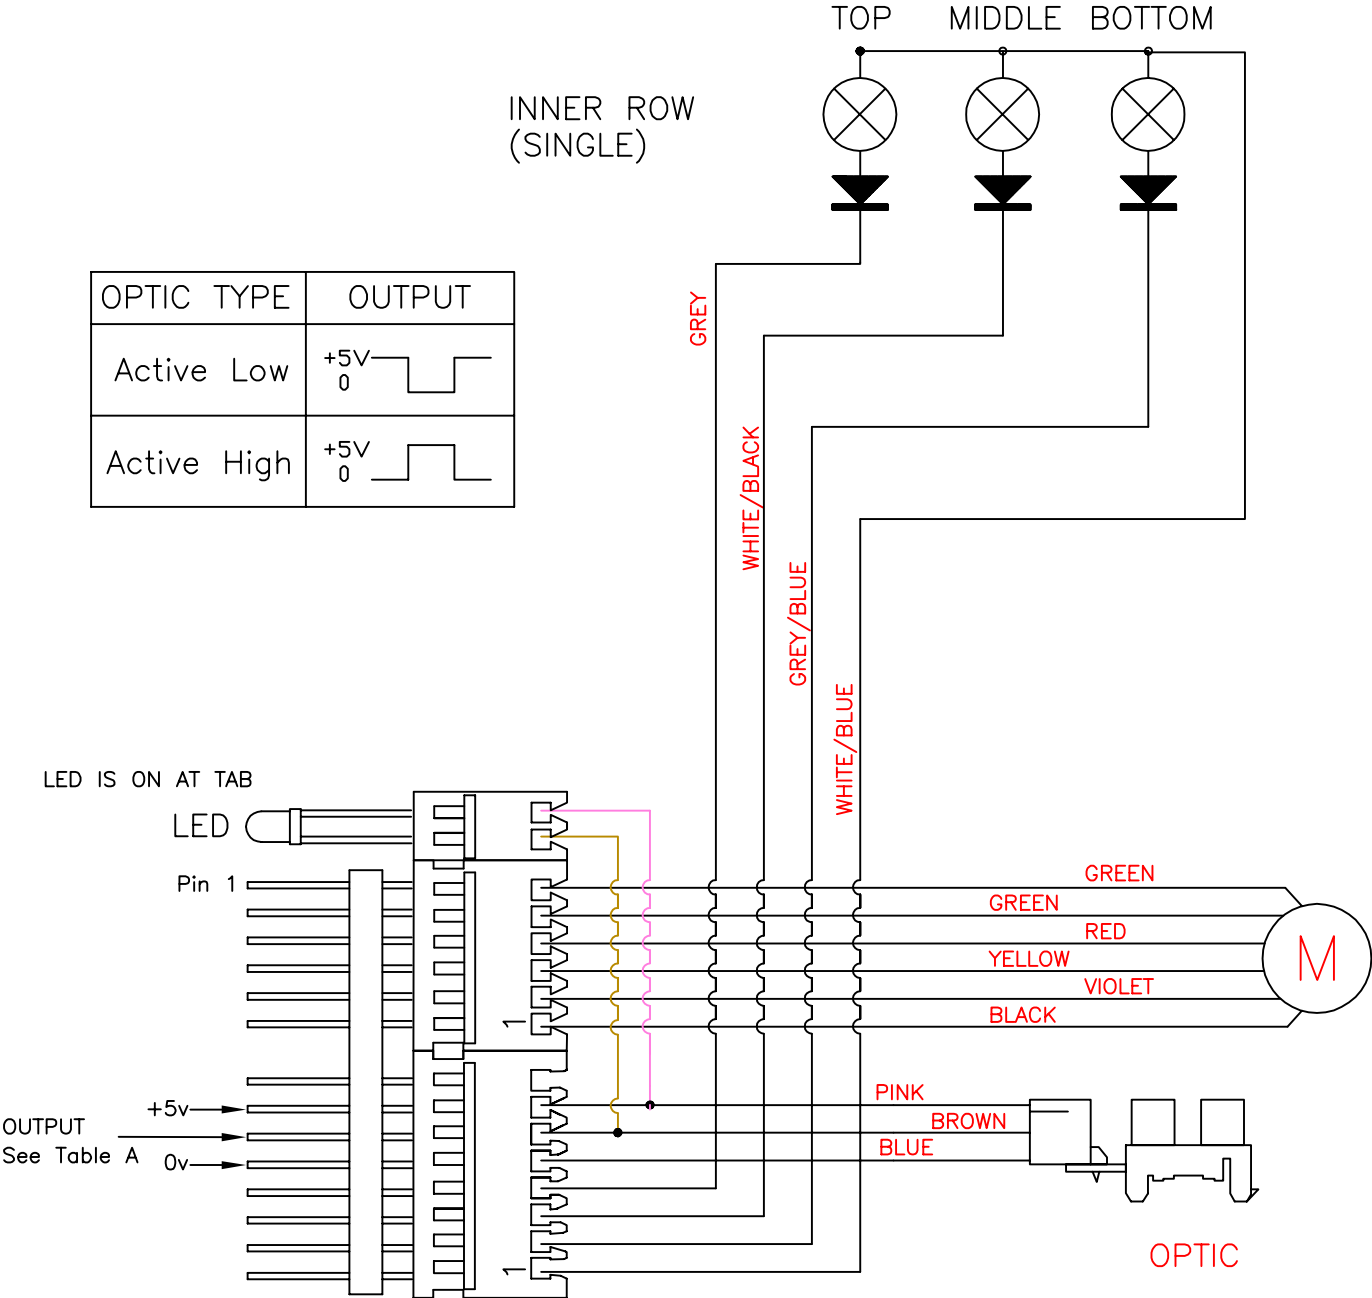 TOP MIDDLE BOTTOM
INNER ROW
(SINGLE)
OPTIC TYPE OUTPUT
Active Low +5V
0
Active High +5V
0
GREY
WHITE/BLACK
GREY/BLUE
WHITE/BLUE
LED IS ON AT TAB
LED
Pin 1
GREEN
GREEN
RED
YELLOW
VIOLET
BLACK
M
1
+5v
OUTPUT
See Table A
0v
PINK
BROWN
BLUE
1
OPTIC